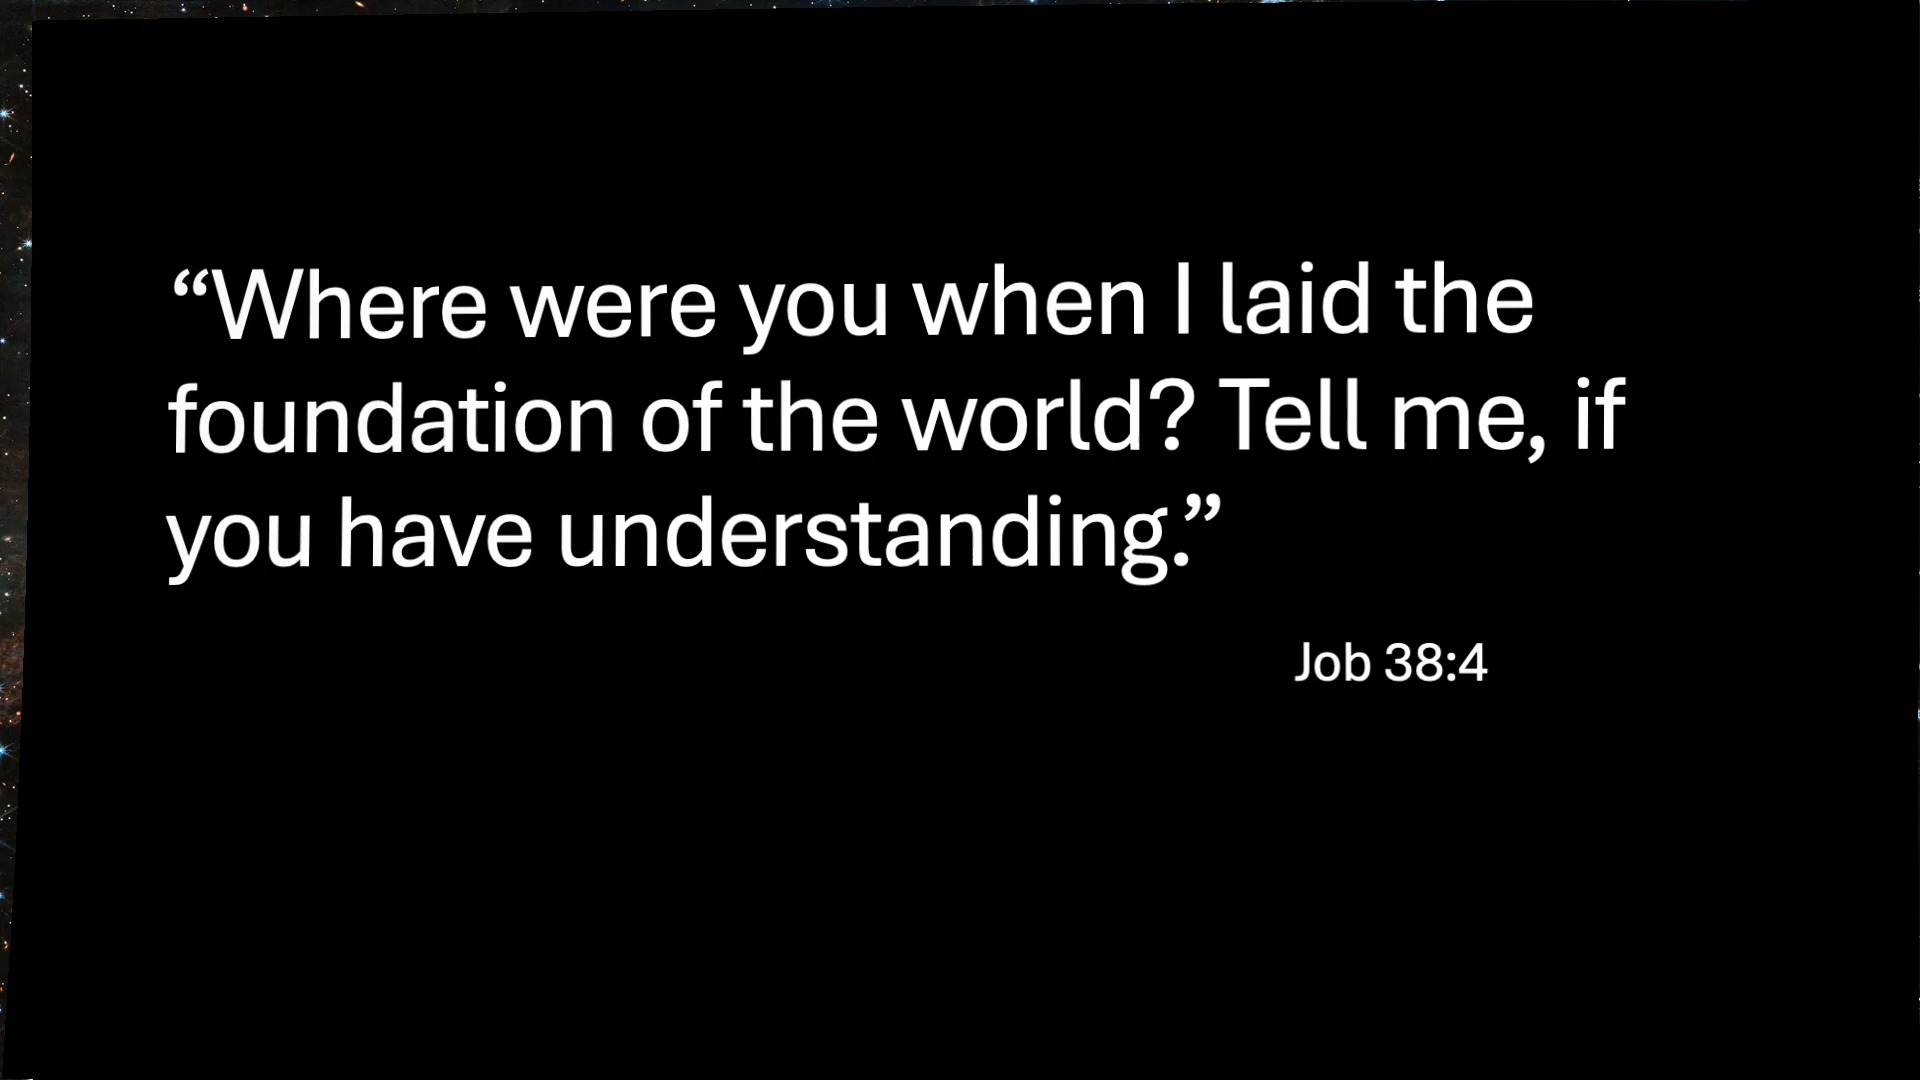 “Where were you when I laid the
foundation of the world? Tell me, if
you have understanding.”
Job 38:4